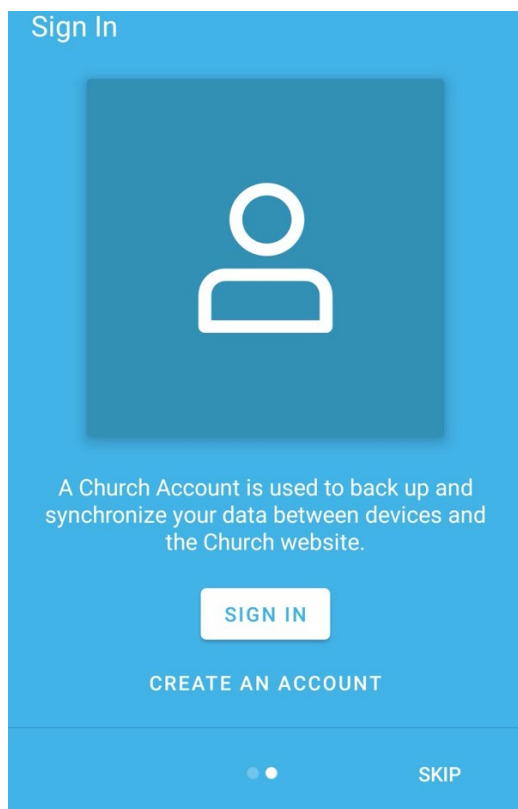 Sign In
A Church Account is used to back up and
synchronize your data between devices and
the Church website.
SIGN IN
CREATE AN ACCOUNT
SKIP